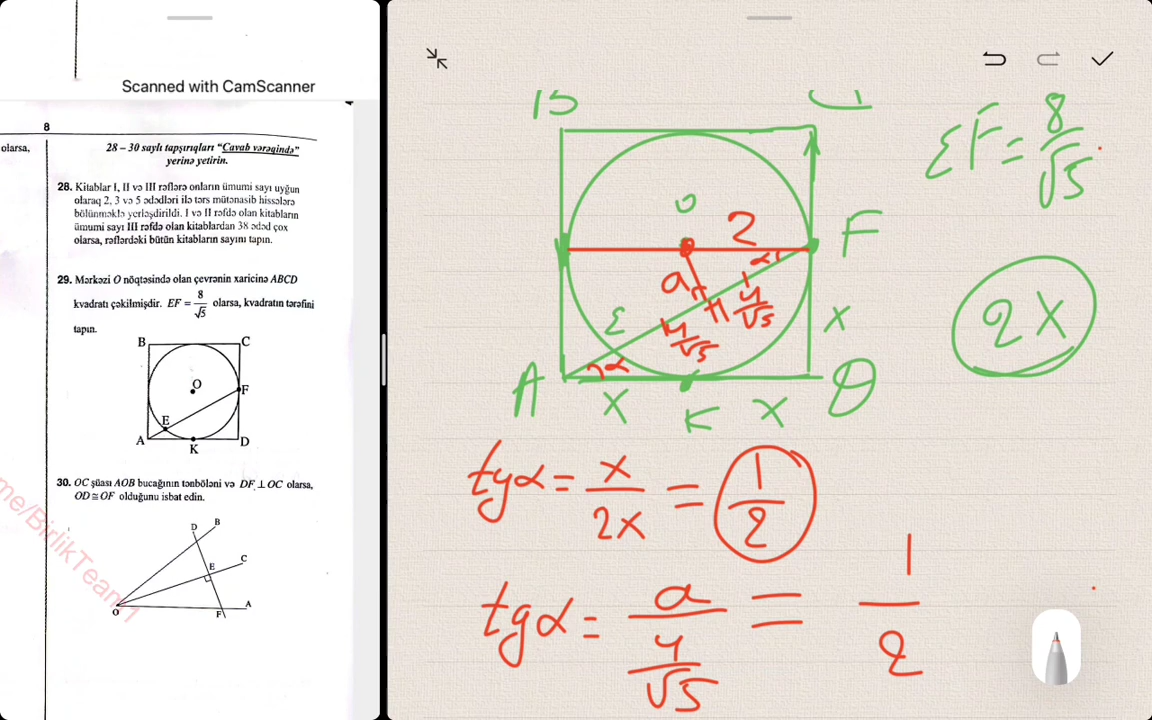 Scanned with CamScanner
8
olarsa,
28 – 30 saylı tapşırıqları “Cavab vərəqində”
yerinə yetirin.
28. Kitablar I, II və III rəflərə onların ümumi sayı uyğun
olaraq 2, 3 və 5 ədədləri ilə tərs mütənasib hissələrə
bölünməklə yerləşdirildi. I və II rəfdə olan kitabların
ümumi sayı III rəfdə olan kitablardan 38 ədəd çox
olarsa, rəflərdəki bütün kitabların sayını tapın.
29. Mərkəzi O nöqtəsində olan çevrənin xaricinə ABCD
kvadratı çəkilmişdir. EF = 8/√5 olarsa, kvadratın tərəfini
tapın.
B C
O
F
E
A K D
30. OC şüası AOB bucağının tənböləni və DF ⊥ OC olarsa,
OD ≅ OF olduğunu isbat edin.
D B
E C
O F A
me/BirlikTeam1
B C
EF = 8/√5
O 2 F
a α
4/√5
E 4/√5 x
2x
A α x K x D
tgα = x/2x = 1/2
tgα = a/(4/√5) = 1/2